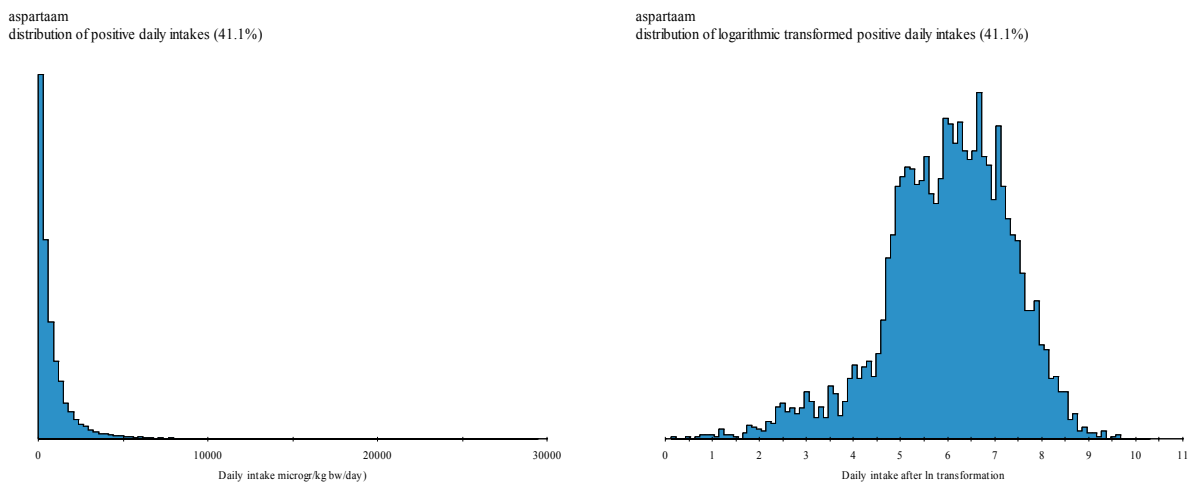 aspartaam
distribution of positive daily intakes (41.1%)
0 10000 20000 30000
Daily intake microgr/kg bw/day)
aspartaam
distribution of logarithmic transformed positive daily intakes (41.1%)
0 1 2 3 4 5 6 7 8 9 10 11
Daily intake after ln transformation